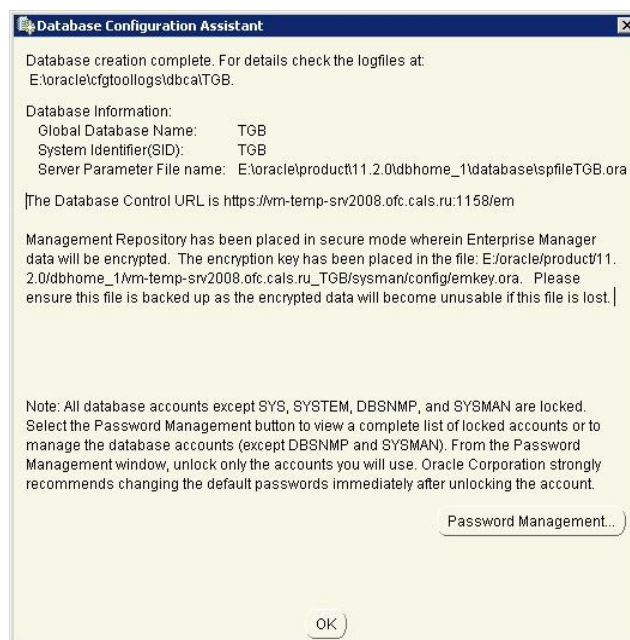 Database Configuration Assistant
Database creation complete. For details check the logfiles at:
E:\oracle\cfgtoollogs\dbca\TGB.
Database Information:
Global Database Name: TGB
System Identifier(SID): TGB
Server Parameter File name: E:\oracle\product\11.2.0\dbhome_1\database\spfileTGB.ora
The Database Control URL is https://vm-temp-srv2008.ofc.cals.ru:1158/em
Management Repository has been placed in secure mode wherein Enterprise Manager
data will be encrypted. The encryption key has been placed in the file: E:/oracle/product/11.
2.0/dbhome_1/vm-temp-srv2008.ofc.cals.ru_TGB/sysman/config/emkey.ora. Please
ensure this file is backed up as the encrypted data will become unusable if this file is lost.
Note: All database accounts except SYS, SYSTEM, DBSNMP, and SYSMAN are locked.
Select the Password Management button to view a complete list of locked accounts or to
manage the database accounts (except DBSNMP and SYSMAN). From the Password
Management window, unlock only the accounts you will use. Oracle Corporation strongly
recommends changing the default passwords immediately after unlocking the account.
Password Management...
OK